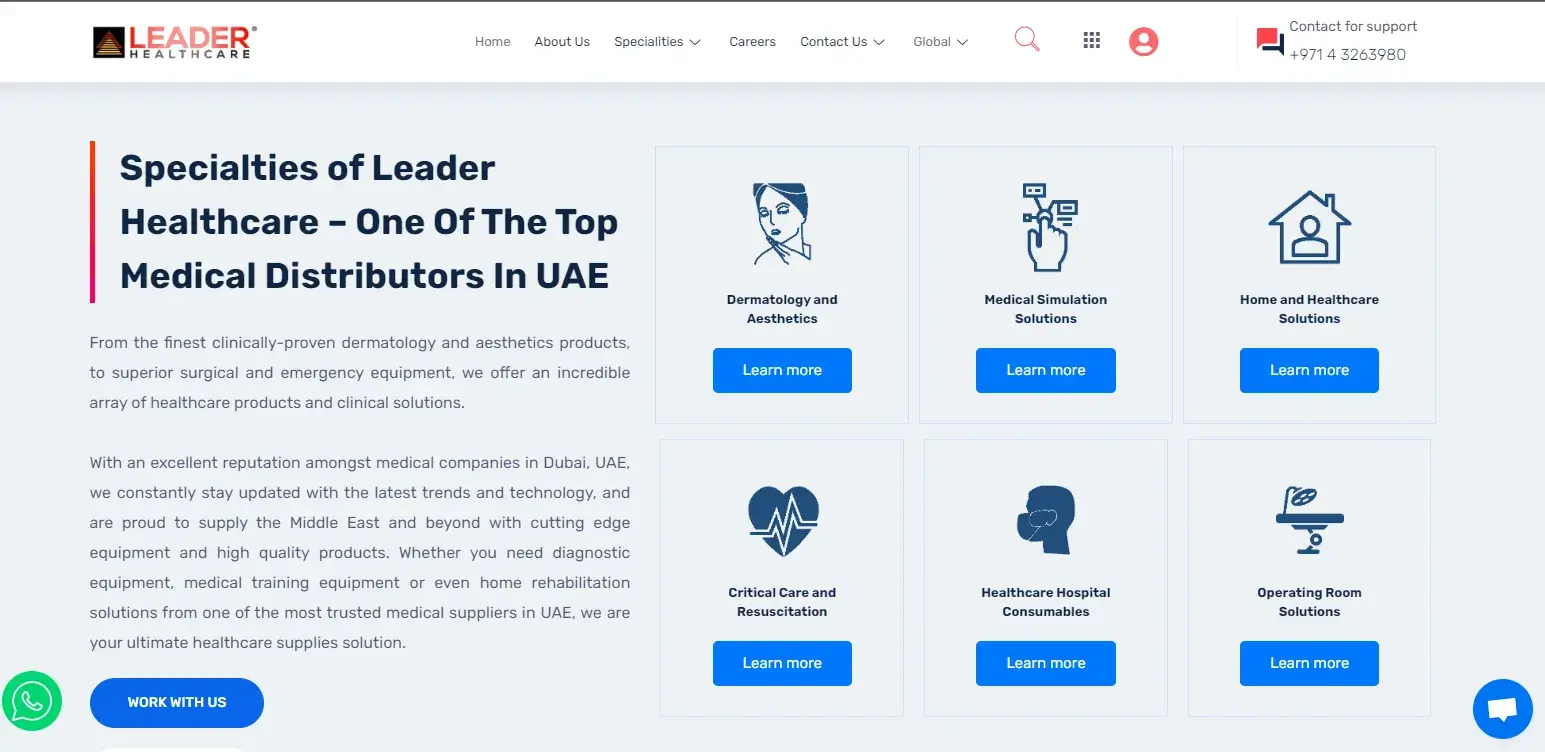 LEADER®
HEALTHCARE
Home
About Us
Specialities
Careers
Contact Us
Global
Contact for support
+971 4 3263980
Specialties of Leader
Healthcare – One Of The Top
Medical Distributors In UAE
From the finest clinically-proven dermatology and aesthetics products,
to superior surgical and emergency equipment, we offer an incredible
array of healthcare products and clinical solutions.
With an excellent reputation amongst medical companies in Dubai, UAE,
we constantly stay updated with the latest trends and technology, and
are proud to supply the Middle East and beyond with cutting edge
equipment and high quality products. Whether you need diagnostic
equipment, medical training equipment or even home rehabilitation
solutions from one of the most trusted medical suppliers in UAE, we are
your ultimate healthcare supplies solution.
WORK WITH US
Dermatology and
Aesthetics
Learn more
Medical Simulation
Solutions
Learn more
Home and Healthcare
Solutions
Learn more
Critical Care and
Resuscitation
Learn more
Healthcare Hospital
Consumables
Learn more
Operating Room
Solutions
Learn more